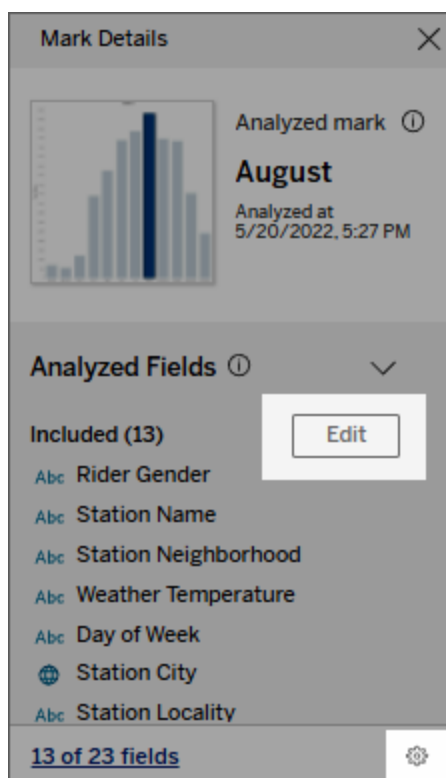 Mark Details
Analyzed mark
August
Analyzed at
5/20/2022, 5:27 PM
Analyzed Fields
Included (13)
Edit
Abc Rider Gender
Abc Station Name
Abc Station Neighborhood
Abc Weather Temperature
Abc Day of Week
Station City
Abc Station Locality
13 of 23 fields